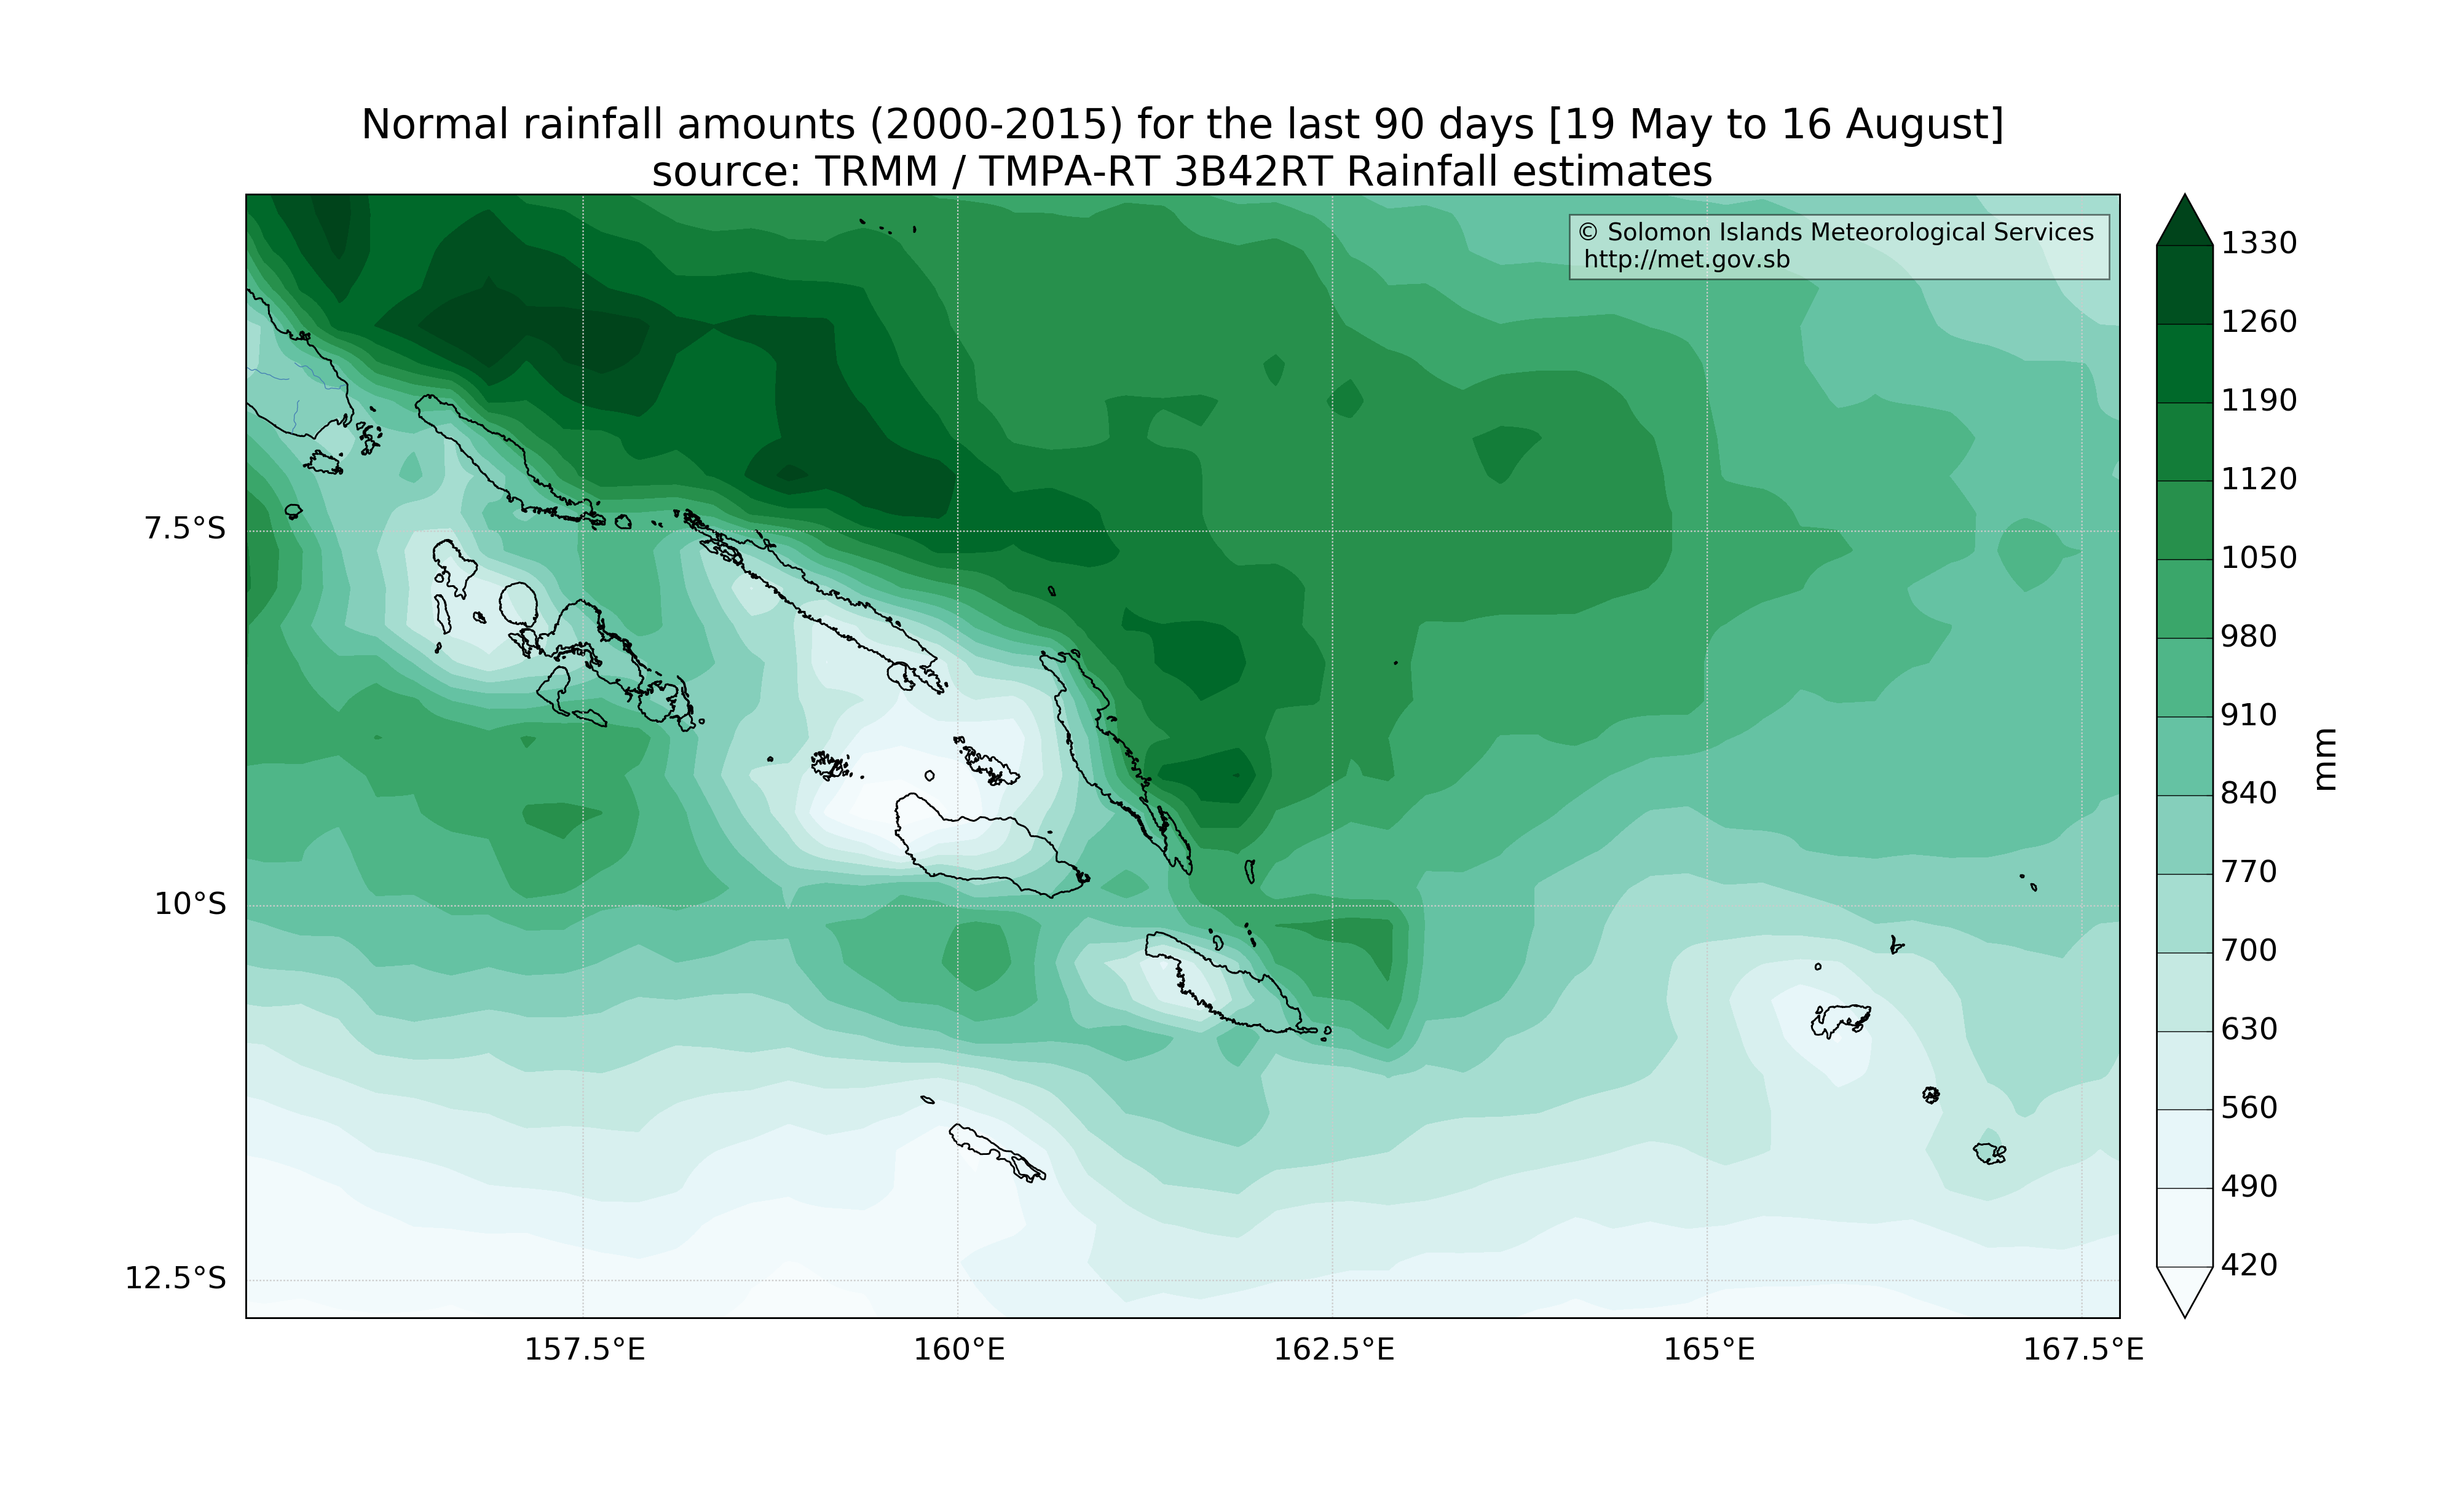 Normal rainfall amounts (2000-2015) for the last 90 days [19 May to 16 August]
source: TRMM / TMPA-RT 3B42RT Rainfall estimates
© Solomon Islands Meteorological Services
http://met.gov.sb
7.5°S
10°S
12.5°S
157.5°E
160°E
162.5°E
165°E
167.5°E
1330
1260
1190
1120
1050
980
910
840
770
700
630
560
490
420
mm